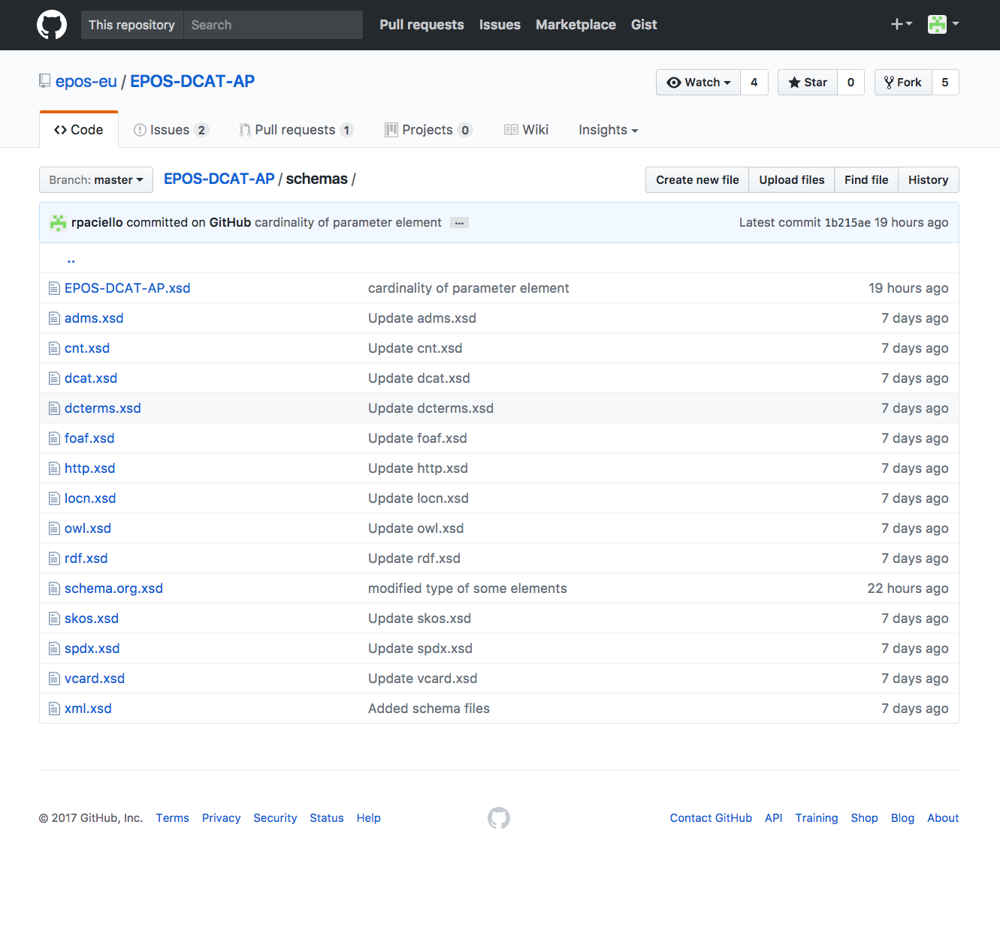 This repository Search Pull requests Issues Marketplace Gist
epos-eu / EPOS-DCAT-AP Watch 4 Star 0 Fork 5
Code Issues 2 Pull requests 1 Projects 0 Wiki Insights
Branch: master EPOS-DCAT-AP / schemas / Create new file Upload files Find file History
rpaciello committed on GitHub cardinality of parameter element ... Latest commit 1b215ae 19 hours ago
..
EPOS-DCAT-AP.xsd cardinality of parameter element 19 hours ago
adms.xsd Update adms.xsd 7 days ago
cnt.xsd Update cnt.xsd 7 days ago
dcat.xsd Update dcat.xsd 7 days ago
dcterms.xsd Update dcterms.xsd 7 days ago
foaf.xsd Update foaf.xsd 7 days ago
http.xsd Update http.xsd 7 days ago
locn.xsd Update locn.xsd 7 days ago
owl.xsd Update owl.xsd 7 days ago
rdf.xsd Update rdf.xsd 7 days ago
schema.org.xsd modified type of some elements 22 hours ago
skos.xsd Update skos.xsd 7 days ago
spdx.xsd Update spdx.xsd 7 days ago
vcard.xsd Update vcard.xsd 7 days ago
xml.xsd Added schema files 7 days ago
© 2017 GitHub, Inc. Terms Privacy Security Status Help Contact GitHub API Training Shop Blog About